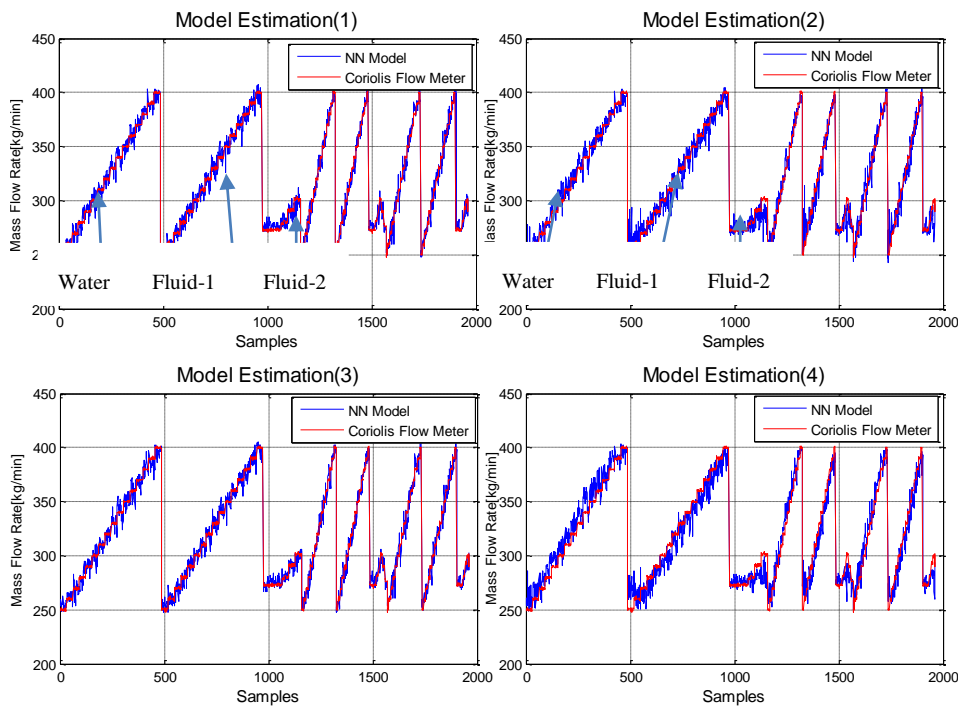 Model Estimation(1)
450
400
350
300
2
200
Mass Flow Rate[kg/min]
NN Model
Coriolis Flow Meter
Water Fluid-1 Fluid-2
0 500 1000 1500 2000
Samples
Model Estimation(2)
450
400
350
300
250
200
lass Flow Rate[kg/min]
NN Model
Coriolis Flow Meter
Water Fluid-1 Fluid-2
0 500 1000 1500 2000
Samples
Model Estimation(3)
450
400
350
300
250
200
Mass Flow Rate[kg/min]
NN Model
Coriolis Flow Meter
0 500 1000 1500 2000
Samples
Model Estimation(4)
450
400
350
300
250
200
Mass Flow Rate[kg/min]
NN Model
Coriolis Flow Meter
0 500 1000 1500 2000
Samples